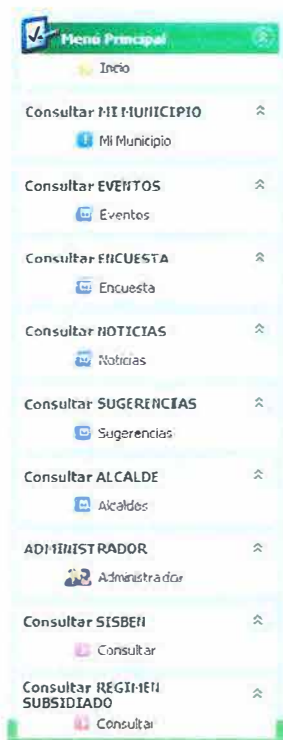 Menú Principal
Inicio
Consultar MI MUNICIPIO
Mi Municipio
Consultar EVENTOS
Eventos
Consultar ENCUESTA
Encuesta
Consultar NOTICIAS
Noticias
Consultar SUGERENCIAS
Sugerencias
Consultar ALCALDE
Alcaldes
ADMINISTRADOR
Administrador
Consultar SISBEN
Consultar
Consultar REGIMEN
SUBSIDIADO
Consultar